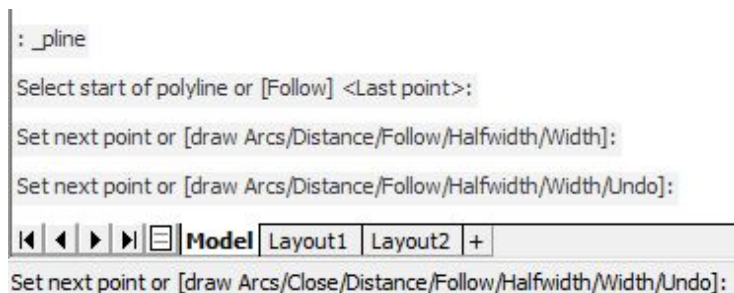 : _pline
Select start of polyline or [Follow] <Last point>:
Set next point or [draw Arcs/Distance/Follow/Halfwidth/Width]:
Set next point or [draw Arcs/Distance/Follow/Halfwidth/Width/Undo]:
Model Layout1 Layout2 +
Set next point or [draw Arcs/Close/Distance/Follow/Halfwidth/Width/Undo]: